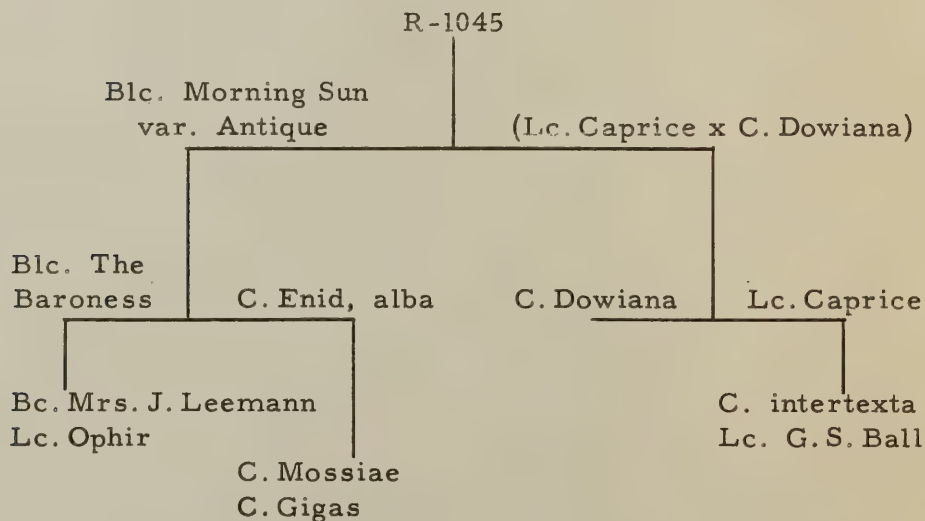 R-1045
Blc. Morning Sun
var. Antique
(Lc. Caprice x C. Dowiana)
Blc. The
Baroness
C. Enid, alba
C. Dowiana
Lc. Caprice
Bc. Mrs. J. Leemann
Lc. Ophir
C. Mossiae
C. Gigas
C. intertexta
Lc. G.S. Ball